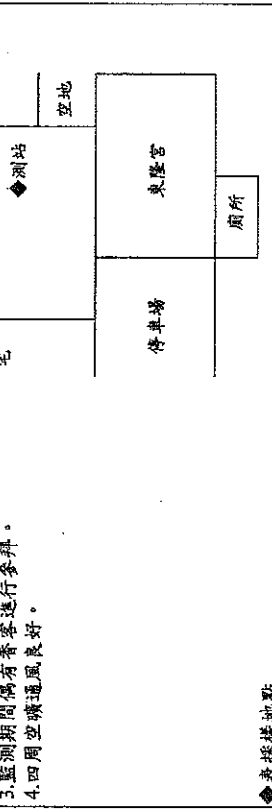 3.監測期間偶有香客進行參拜。
4.四周空曠通風良好。
宅
◆測站
空地
停車場
東隆宮
廁所
◆表採樣地點